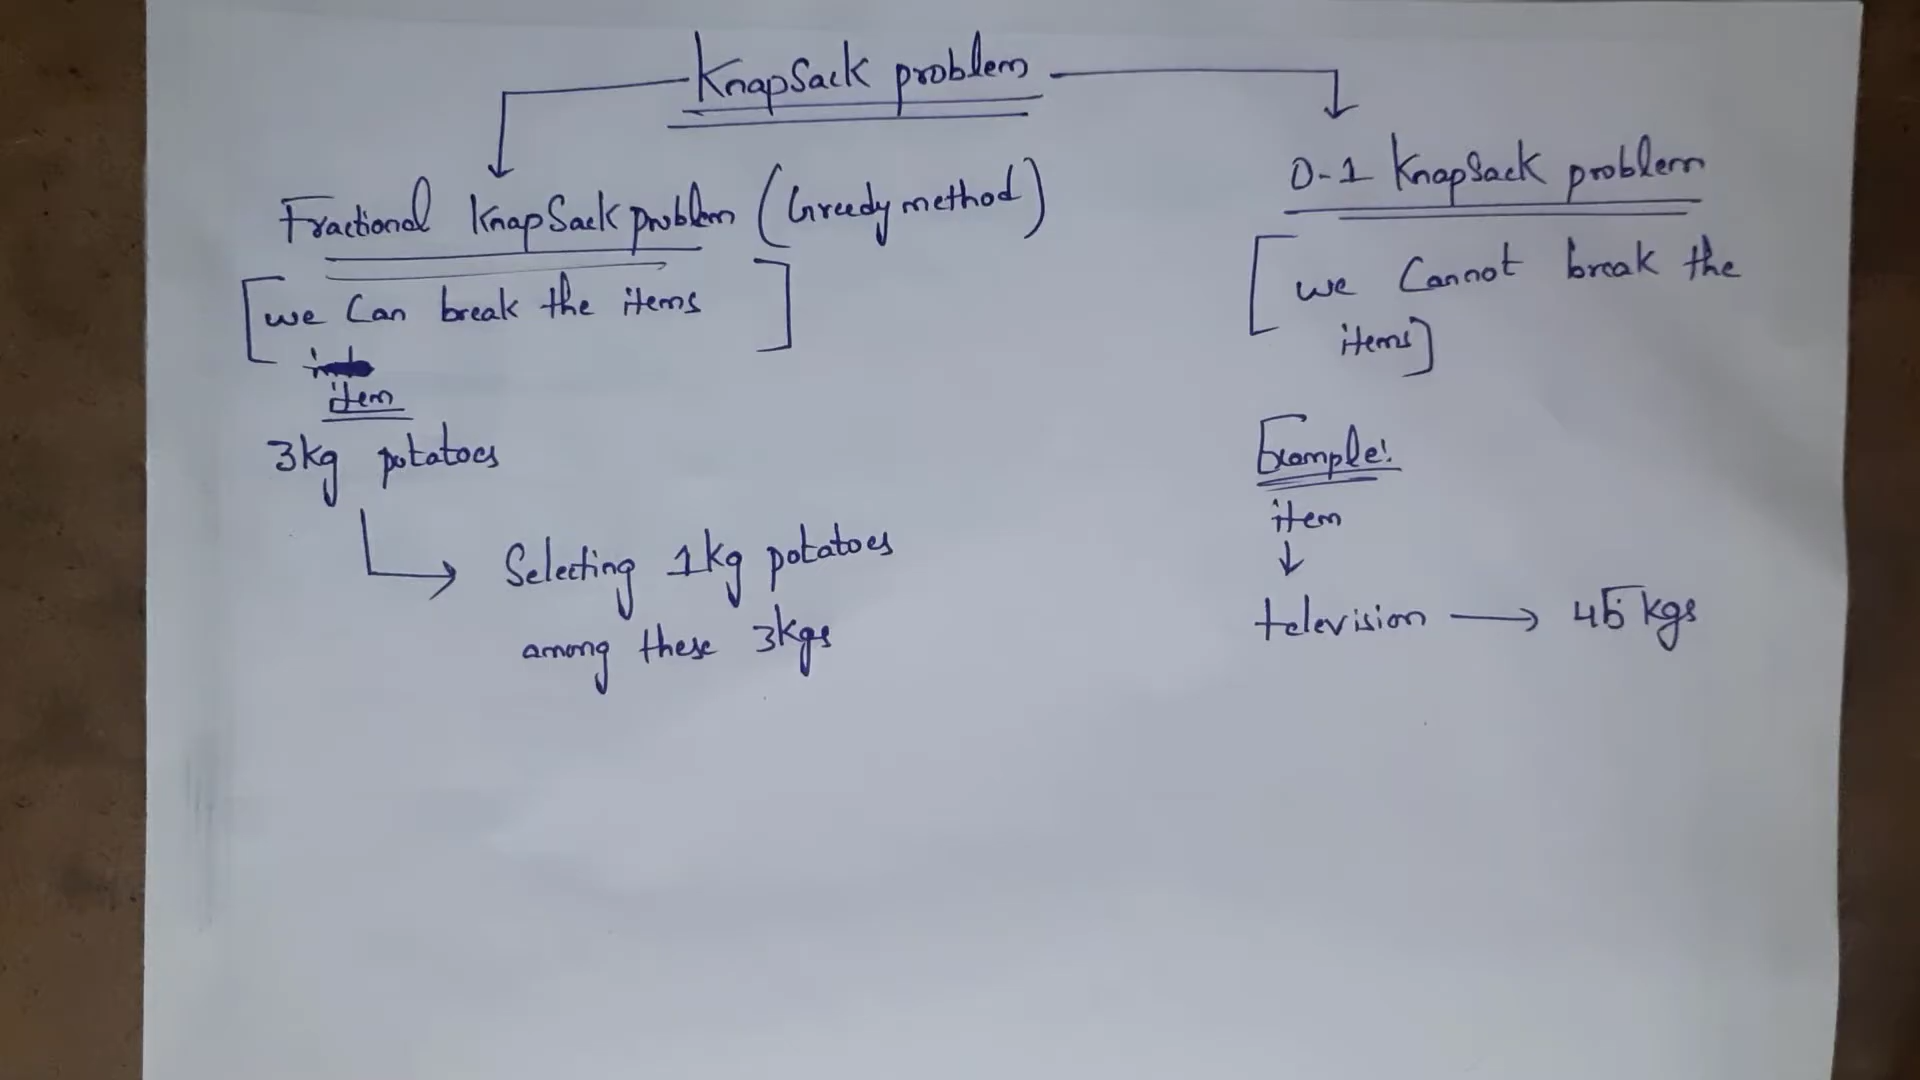 KnapSack problem
Fractional KnapSack problem (Greedy method)
[we Can break the items]
item
3kg potatoes
Selecting 1kg potatoes
among these 3kgs
0-1 KnapSack problem
[we Cannot break the
items]
Example:
item
television → 45 kgs